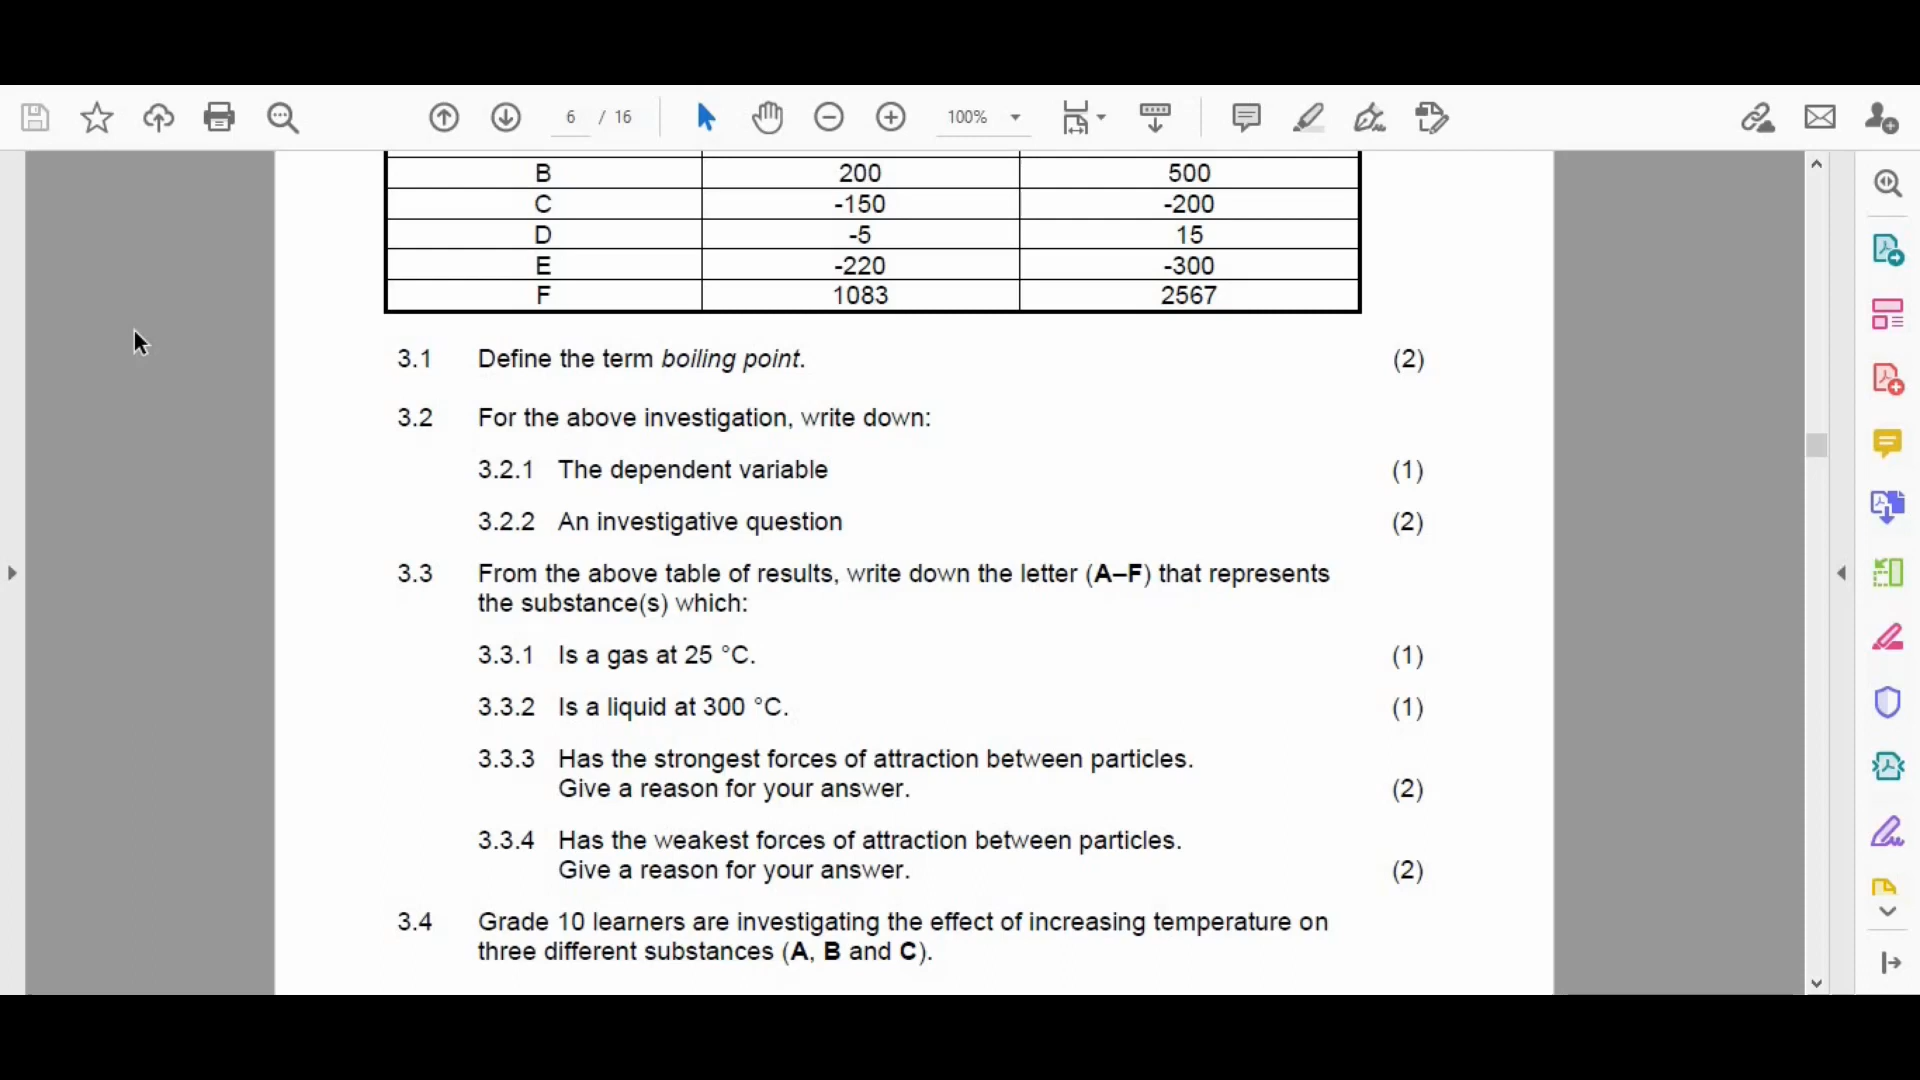 6 / 16
100%
B 200 500
C -150 -200
D -5 15
E -220 -300
F 1083 2567
3.1 Define the term boiling point. (2)
3.2 For the above investigation, write down:
3.2.1 The dependent variable (1)
3.2.2 An investigative question (2)
3.3 From the above table of results, write down the letter (A–F) that represents
the substance(s) which:
3.3.1 Is a gas at 25 °C. (1)
3.3.2 Is a liquid at 300 °C. (1)
3.3.3 Has the strongest forces of attraction between particles.
Give a reason for your answer. (2)
3.3.4 Has the weakest forces of attraction between particles.
Give a reason for your answer. (2)
3.4 Grade 10 learners are investigating the effect of increasing temperature on
three different substances (A, B and C).